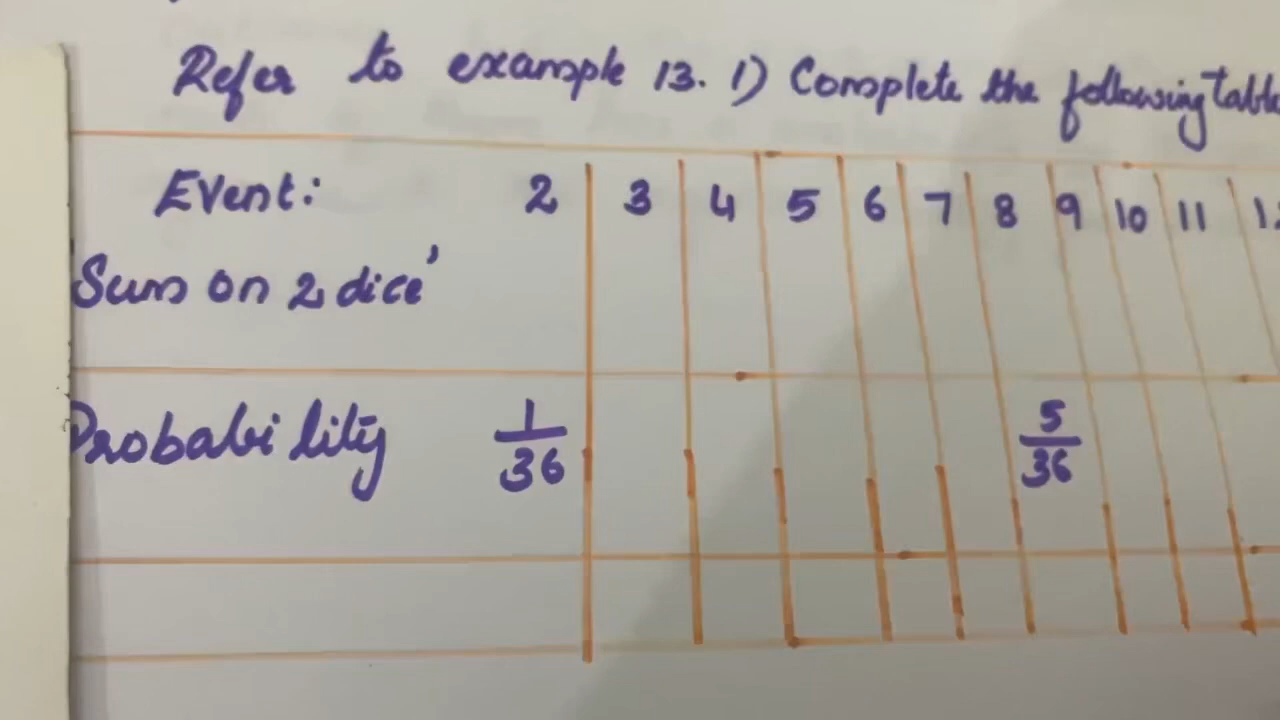 Refer to example 13. 1) Complete the following table
Event: 2 3 4 5 6 7 8 9 10 11
'Sum on 2 dice'
Probability 1/36 5/36